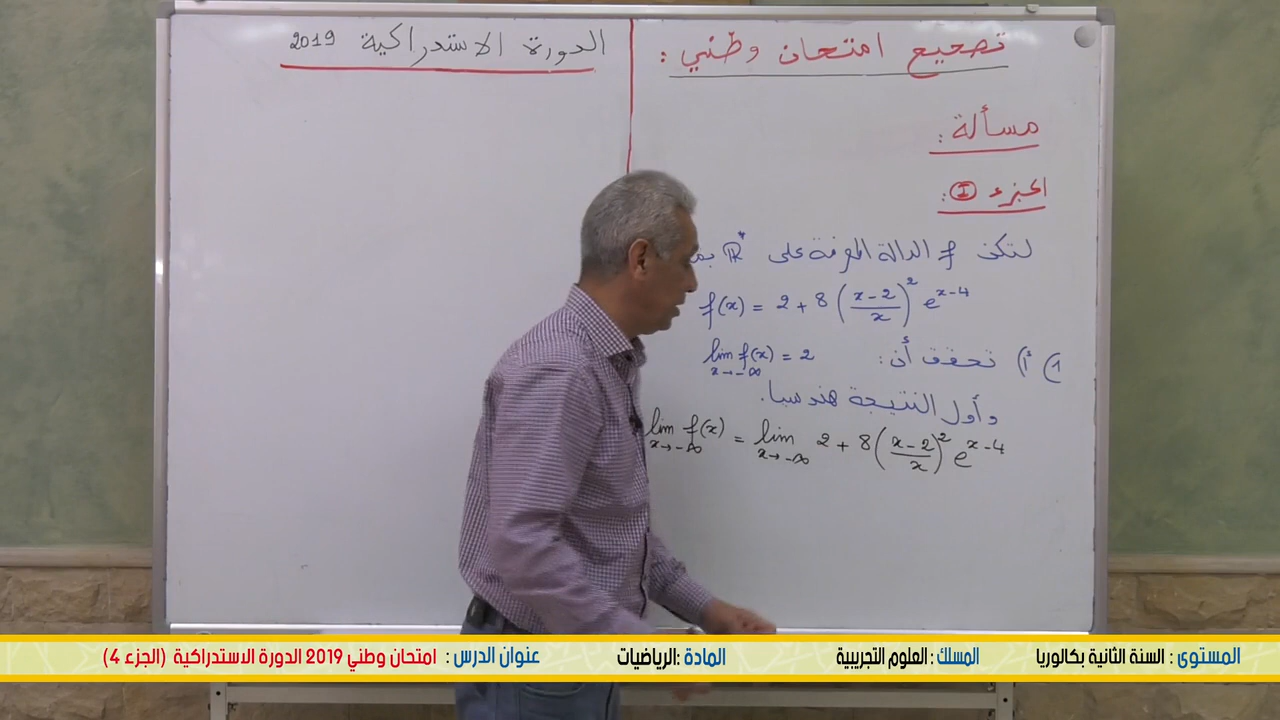 تصحيح امتحان وطني :
الدورة الاستدراكية 2019
مسألة :
الجزء I :
لتكن f الدالة المعرفة على ℝ*
f(x) = 2 + 8 ((x-2)/x)² e^(x-4)
1) أ) تحقق أن : lim f(x) = 2
x→-∞
وأول النتيجة هندسيا.
lim f(x) = lim 2 + 8 ((x-2)/x)² e^(x-4)
x→-∞ x→-∞
المستوى : السنة الثانية بكالوريا المسلك : العلوم التجريبية المادة :الرياضيات عنوان الدرس : امتحان وطني 2019 الدورة الاستدراكية (الجزء 4)